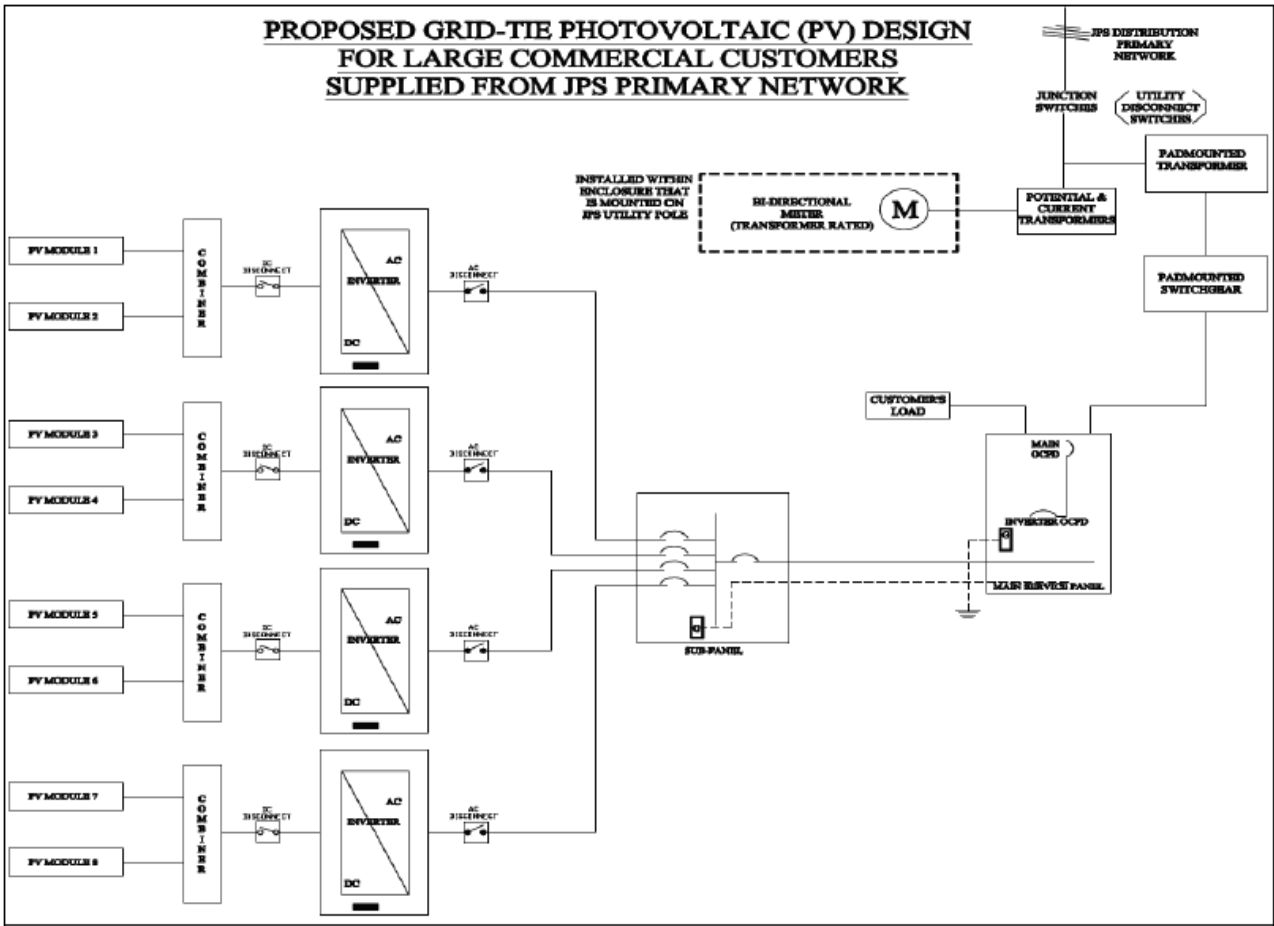 PROPOSED GRID-TIE PHOTOVOLTAIC (PV) DESIGN
FOR LARGE COMMERCIAL CUSTOMERS
SUPPLIED FROM JPS PRIMARY NETWORK
JPS DISTRIBUTION
PRIMARY
NETWORK
JUNCTION
SWITCHES
UTILITY
DISCONNECT
SWITCHES
PADMOUNTED
TRANSFORMER
INSTALLED WITHIN
ENCLOSURE THAT
IS MOUNTED ON
JPS UTILITY POLE
BI-DIRECTIONAL
METER
(TRANSFORMER RATED)
M
POTENTIAL &
CURRENT
TRANSFORMERS
PADMOUNTED
SWITCHGEAR
PV MODULE 1
PV MODULE 2
COMBINER
DC
DISCONNECT
AC
INVERTER
DC
AC
DISCONNECT
PV MODULE 3
PV MODULE 4
COMBINER
DC
DISCONNECT
AC
INVERTER
DC
AC
DISCONNECT
CUSTOMER'S
LOAD
MAIN
OCPD
INVERTER OCPD
MAIN SERVICE PANEL
SUB-PANEL
PV MODULE 5
PV MODULE 6
COMBINER
DC
DISCONNECT
AC
INVERTER
DC
AC
DISCONNECT
PV MODULE 7
PV MODULE 8
COMBINER
DC
DISCONNECT
AC
INVERTER
DC
AC
DISCONNECT